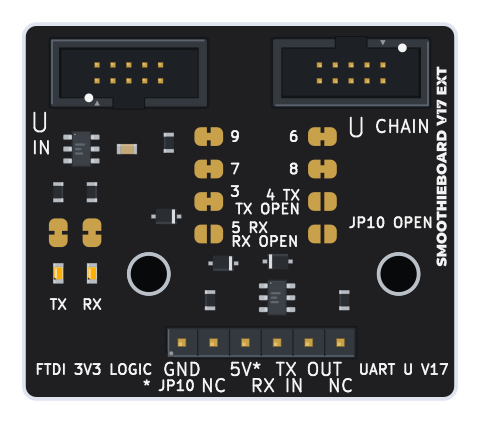 U
IN
U CHAIN
SMOOTHIEBOARD V17 EXT
9
6
7
8
3
4 TX
TX OPEN
5 RX
RX OPEN
JP10 OPEN
TX RX
FTDI 3V3 LOGIC GND 5V* TX OUT UART U V17
* JP10 NC RX IN NC